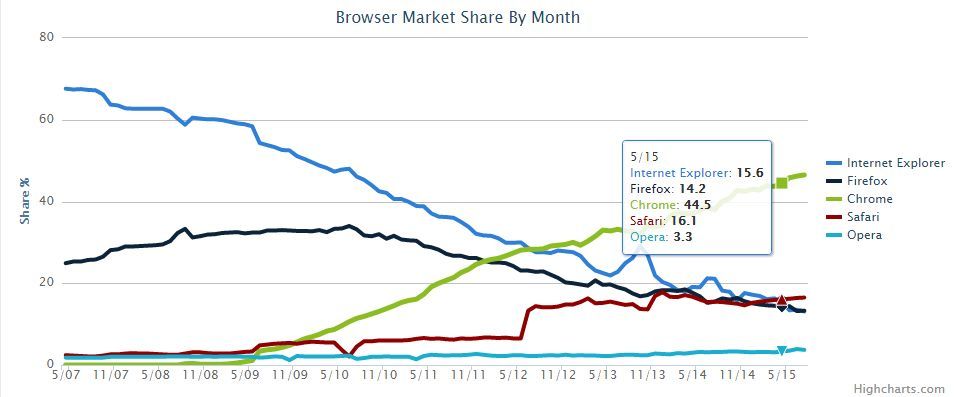 Browser Market Share By Month
80
60
40
20
0
Share %
5/07 11/07 5/08 11/08 5/09 11/09 5/10 11/10 5/11 11/11 5/12 11/12 5/13 11/13 5/14 11/14 5/15
5/15
Internet Explorer: 15.6
Firefox: 14.2
Chrome: 44.5
Safari: 16.1
Opera: 3.3
Internet Explorer
Firefox
Chrome
Safari
Opera
Highcharts.com